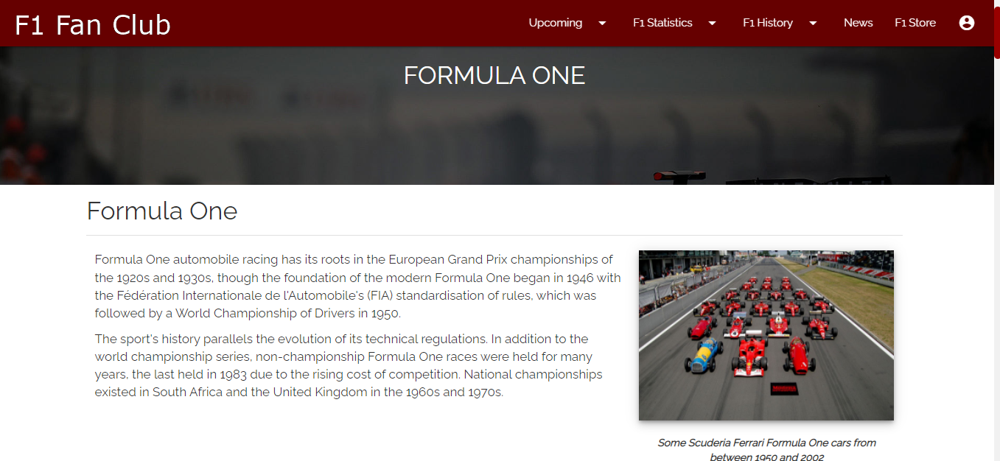 F1 Fan Club
Upcoming
F1 Statistics
F1 History
News
F1 Store
FORMULA ONE
Formula One
Formula One automobile racing has its roots in the European Grand Prix championships of
the 1920s and 1930s, though the foundation of the modern Formula One began in 1946 with
the Fédération Internationale de l'Automobile's (FIA) standardisation of rules, which was
followed by a World Championship of Drivers in 1950.
The sport's history parallels the evolution of its technical regulations. In addition to the
world championship series, non-championship Formula One races were held for many
years, the last held in 1983 due to the rising cost of competition. National championships
existed in South Africa and the United Kingdom in the 1960s and 1970s.
Some Scuderia Ferrari Formula One cars from
between 1950 and 2002